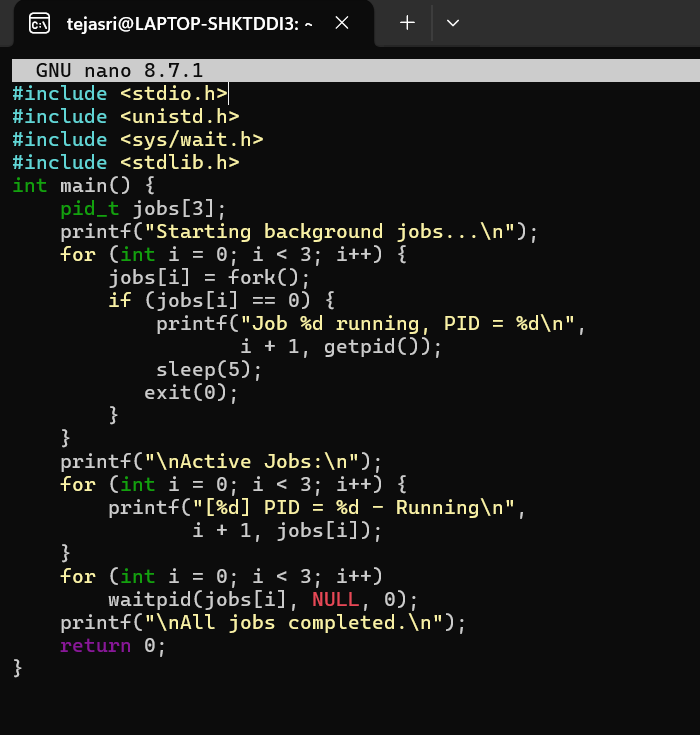 tejasri@LAPTOP-SHKTDDI3: ~
GNU nano 8.7.1
#include <stdio.h>
#include <unistd.h>
#include <sys/wait.h>
#include <stdlib.h>
int main() {
    pid_t jobs[3];
    printf("Starting background jobs...\n");
    for (int i = 0; i < 3; i++) {
        jobs[i] = fork();
        if (jobs[i] == 0) {
            printf("Job %d running, PID = %d\n",
                   i + 1, getpid());
            sleep(5);
           exit(0);
        }
    }
    printf("\nActive Jobs:\n");
    for (int i = 0; i < 3; i++) {
        printf("[%d] PID = %d - Running\n",
               i + 1, jobs[i]);
    }
    for (int i = 0; i < 3; i++)
        waitpid(jobs[i], NULL, 0);
    printf("\nAll jobs completed.\n");
    return 0;
}